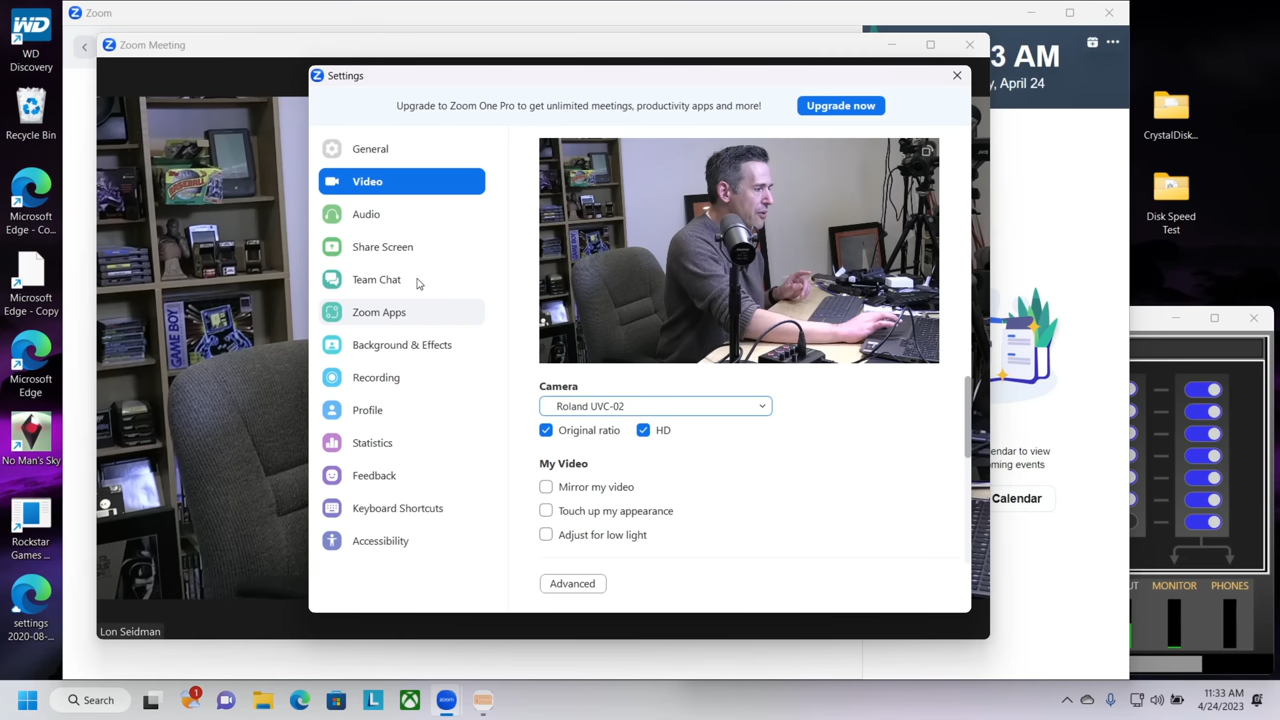 WD
Discovery
Recycle Bin
Microsoft
Edge - Co...
Microsoft
Edge - Copy
Microsoft
Edge
No Man's Sky
Rockstar
Games ...
settings
2020-08-...
Zoom
Zoom Meeting
Settings
Upgrade to Zoom One Pro to get unlimited meetings, productivity apps and more!
Upgrade now
General
Video
Audio
Share Screen
Team Chat
Zoom Apps
Background & Effects
Recording
Profile
Statistics
Feedback
Keyboard Shortcuts
Accessibility
Camera
Roland UVC-02
Original ratio
HD
My Video
Mirror my video
Touch up my appearance
Adjust for low light
Advanced
BASEBALL
GAME BOY
Lon Seidman
3 AM
y, April 24
endar to view
ming events
Calendar
CrystalDisk...
Disk Speed
Test
UT
MONITOR
PHONES
Search
1
zoom
11:33 AM
4/24/2023